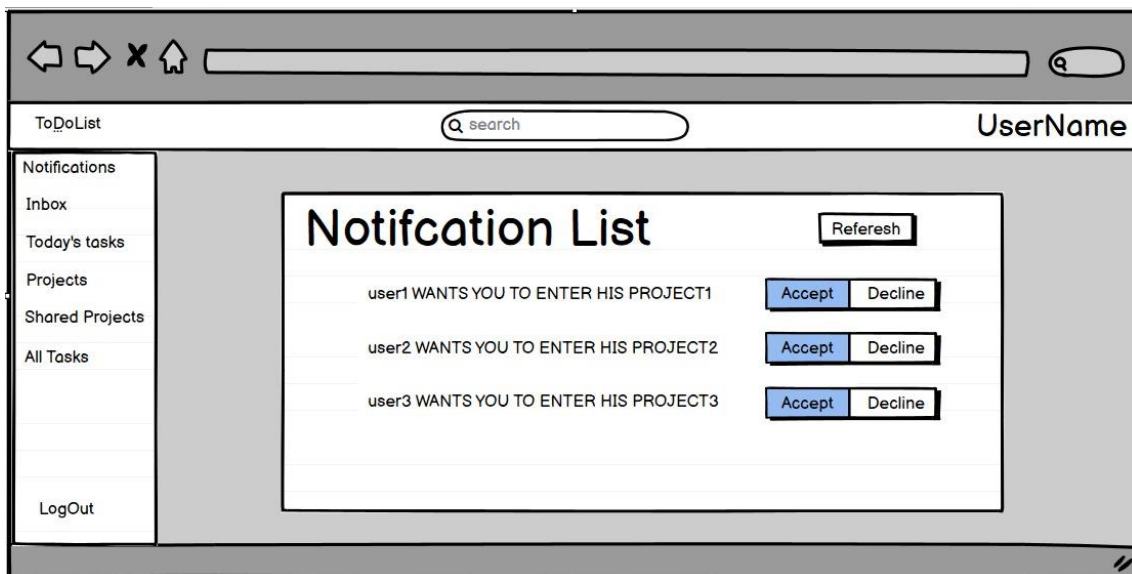 ToDoList
search
UserName
Notifications
Inbox
Today's tasks
Projects
Shared Projects
All Tasks
LogOut
Notifcation List
Referesh
user1 WANTS YOU TO ENTER HIS PROJECT1
Accept
Decline
user2 WANTS YOU TO ENTER HIS PROJECT2
Accept
Decline
user3 WANTS YOU TO ENTER HIS PROJECT3
Accept
Decline